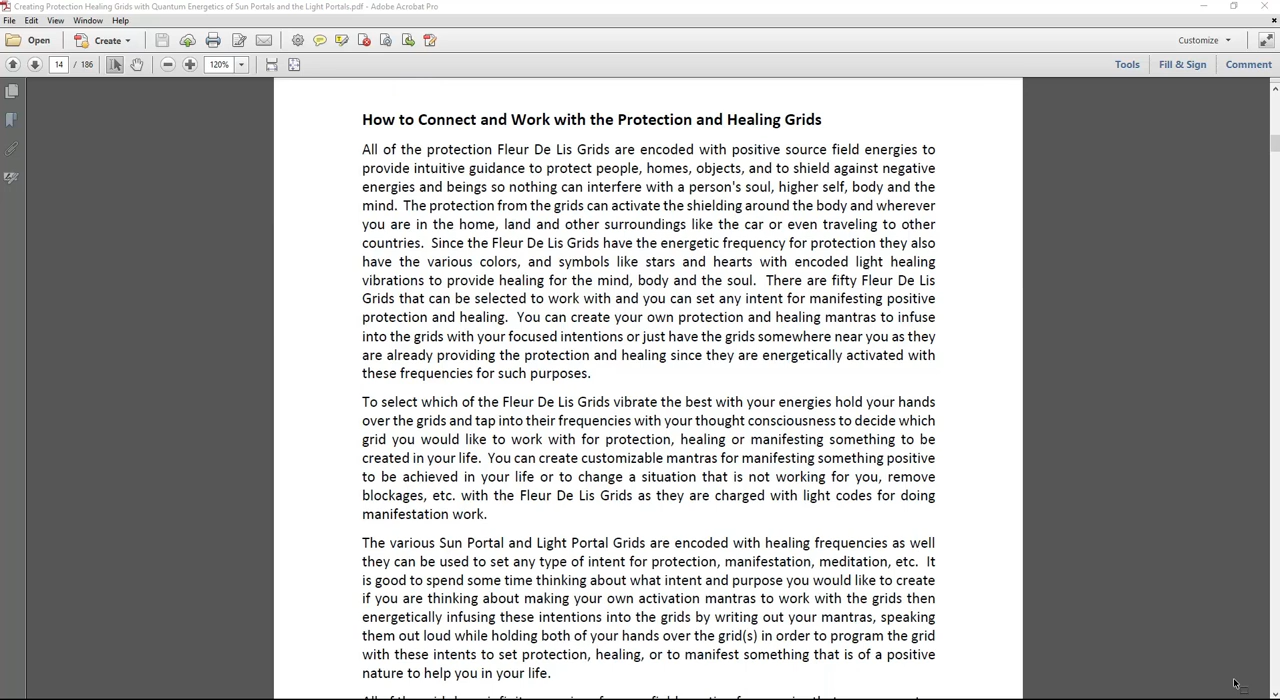 Creating Protection Healing Grids with Quantum Energetics of Sun Portals and the Light Portals.pdf - Adobe Acrobat Pro
File Edit View Window Help
Open Create Customize
14 / 186 120% Tools Fill & Sign Comment
How to Connect and Work with the Protection and Healing Grids
All of the protection Fleur De Lis Grids are encoded with positive source field energies to
provide intuitive guidance to protect people, homes, objects, and to shield against negative
energies and beings so nothing can interfere with a person's soul, higher self, body and the
mind. The protection from the grids can activate the shielding around the body and wherever
you are in the home, land and other surroundings like the car or even traveling to other
countries. Since the Fleur De Lis Grids have the energetic frequency for protection they also
have the various colors, and symbols like stars and hearts with encoded light healing
vibrations to provide healing for the mind, body and the soul. There are fifty Fleur De Lis
Grids that can be selected to work with and you can set any intent for manifesting positive
protection and healing. You can create your own protection and healing mantras to infuse
into the grids with your focused intentions or just have the grids somewhere near you as they
are already providing the protection and healing since they are energetically activated with
these frequencies for such purposes.
To select which of the Fleur De Lis Grids vibrate the best with your energies hold your hands
over the grids and tap into their frequencies with your thought consciousness to decide which
grid you would like to work with for protection, healing or manifesting something to be
created in your life. You can create customizable mantras for manifesting something positive
to be achieved in your life or to change a situation that is not working for you, remove
blockages, etc. with the Fleur De Lis Grids as they are charged with light codes for doing
manifestation work.
The various Sun Portal and Light Portal Grids are encoded with healing frequencies as well
they can be used to set any type of intent for protection, manifestation, meditation, etc. It
is good to spend some time thinking about what intent and purpose you would like to create
if you are thinking about making your own activation mantras to work with the grids then
energetically infusing these intentions into the grids by writing out your mantras, speaking
them out loud while holding both of your hands over the grid(s) in order to program the grid
with these intents to set protection, healing, or to manifest something that is of a positive
nature to help you in your life.